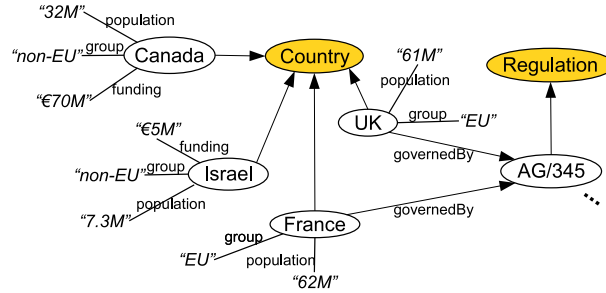 “32M”
population
“61M”
“non-EU”
group
Canada
Country
population
Regulation
“€70M”
funding
group
“EU”
UK
“€5M”
funding
governedBy
“non-EU”
group
Israel
AG/345
population
governedBy
“7.3M”
France
group
“EU”
population
“62M”